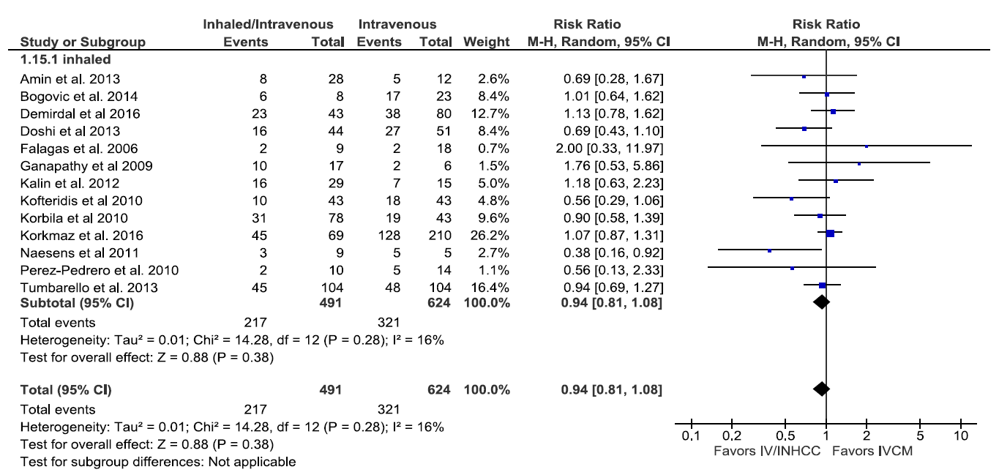 Inhaled/Intravenous Intravenous Risk Ratio Risk Ratio
Study or Subgroup Events Total Events Total Weight M-H, Random, 95% CI M-H, Random, 95% CI
1.15.1 inhaled
Amin et al. 2013 8 28 5 12 2.6% 0.69 [0.28, 1.67]
Bogovic et al. 2014 6 8 17 23 8.4% 1.01 [0.64, 1.62]
Demirdal et al 2016 23 43 38 80 12.7% 1.13 [0.78, 1.62]
Doshi et al 2013 16 44 27 51 8.4% 0.69 [0.43, 1.10]
Falagas et al. 2006 2 9 2 18 0.7% 2.00 [0.33, 11.97]
Ganapathy et al 2009 10 17 2 6 1.5% 1.76 [0.53, 5.86]
Kalin et al. 2012 16 29 7 15 5.0% 1.18 [0.63, 2.23]
Kofteridis et al 2010 10 43 18 43 4.8% 0.56 [0.29, 1.06]
Korbila et al 2010 31 78 19 43 9.6% 0.90 [0.58, 1.39]
Korkmaz et al. 2016 45 69 128 210 26.2% 1.07 [0.87, 1.31]
Naesens et al 2011 3 9 5 5 2.7% 0.38 [0.16, 0.92]
Perez-Pedrero et al. 2010 2 10 5 14 1.1% 0.56 [0.13, 2.33]
Tumbarello et al. 2013 45 104 48 104 16.4% 0.94 [0.69, 1.27]
Subtotal (95% CI) 491 624 100.0% 0.94 [0.81, 1.08]
Total events 217 321
Heterogeneity: Tau² = 0.01; Chi² = 14.28, df = 12 (P = 0.28); I² = 16%
Test for overall effect: Z = 0.88 (P = 0.38)
Total (95% CI) 491 624 100.0% 0.94 [0.81, 1.08]
Total events 217 321
Heterogeneity: Tau² = 0.01; Chi² = 14.28, df = 12 (P = 0.28); I² = 16%
Test for overall effect: Z = 0.88 (P = 0.38)
Test for subgroup differences: Not applicable
0.1 0.2 0.5 1 2 5 10
Favors IV/INHCC Favors IVCM